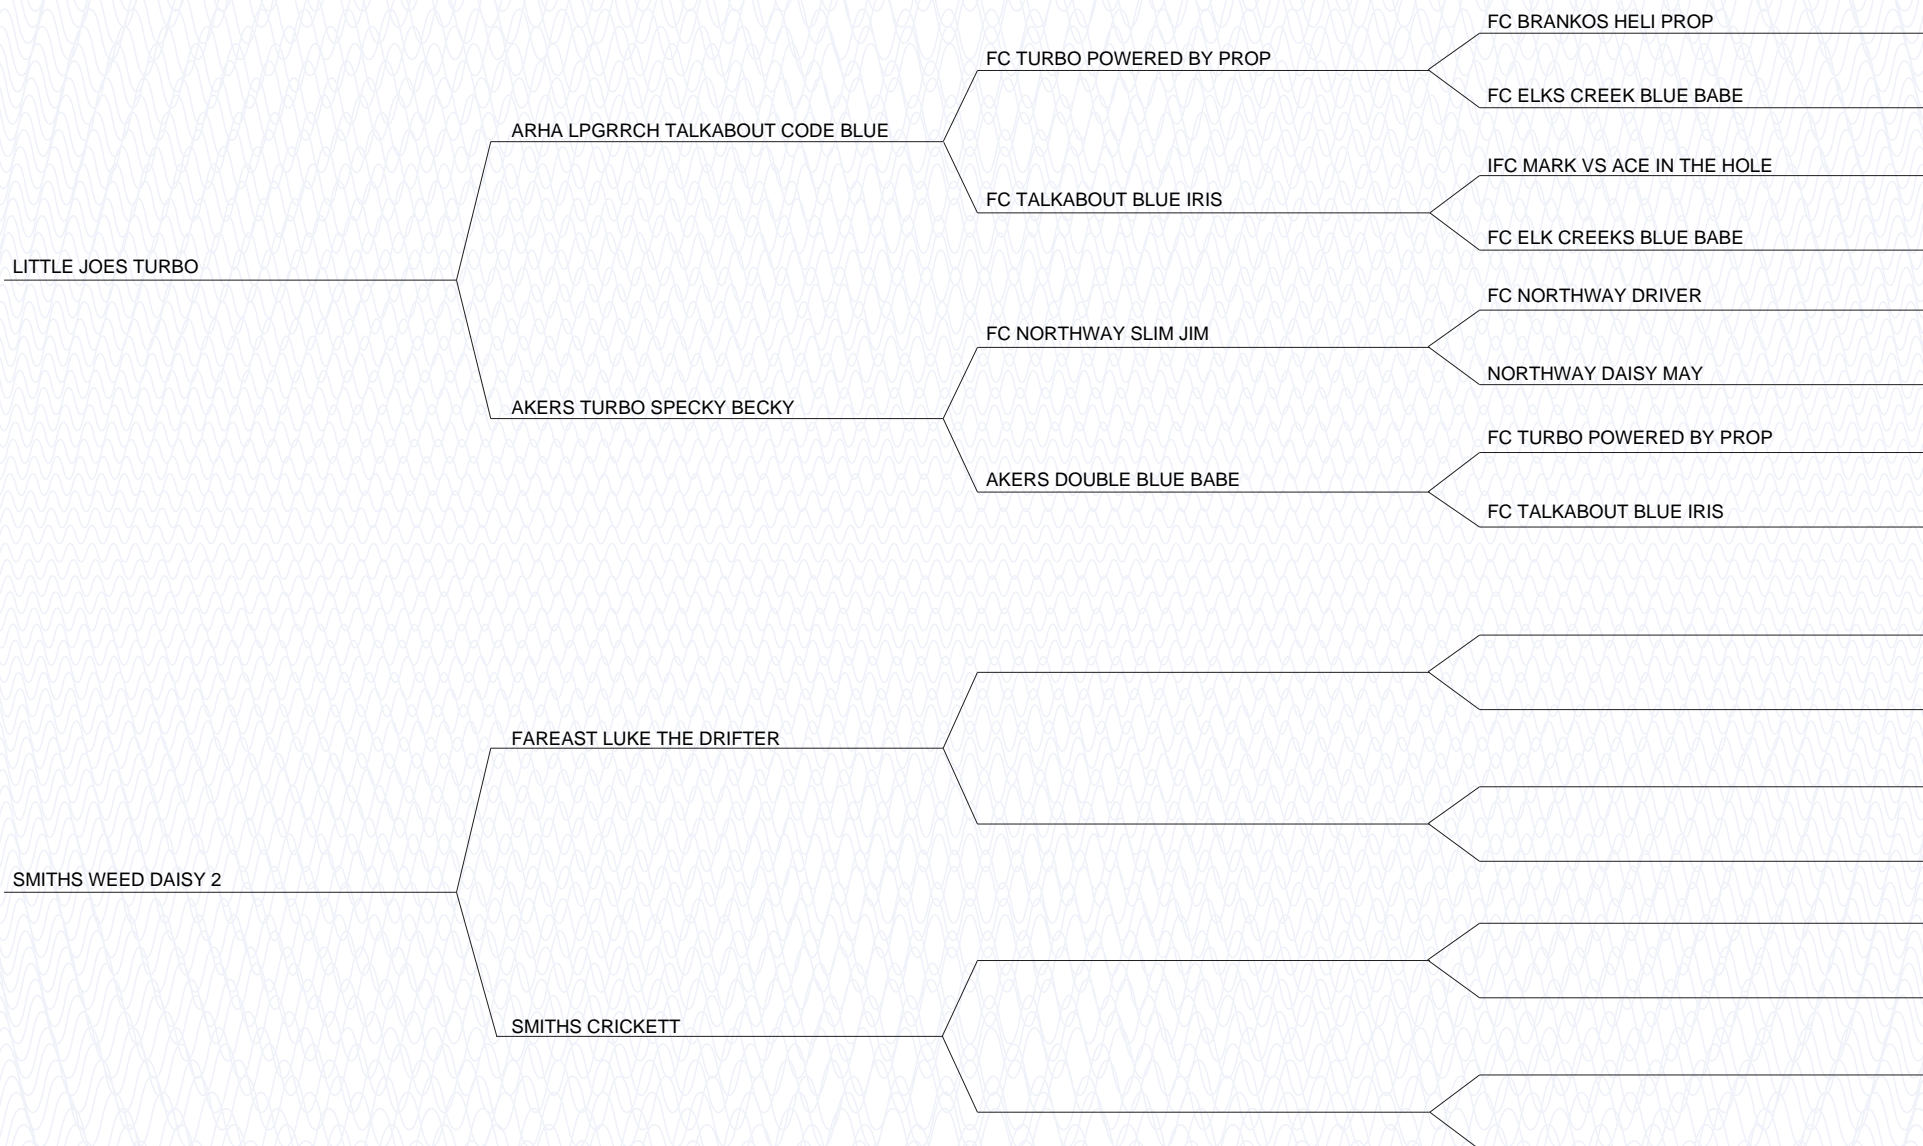 FC BRANKOS HELI PROP
FC TURBO POWERED BY PROP
FC ELKS CREEK BLUE BABE
ARHA LPGRRCH TALKABOUT CODE BLUE
IFC MARK VS ACE IN THE HOLE
FC TALKABOUT BLUE IRIS
FC ELK CREEKS BLUE BABE
LITTLE JOES TURBO
FC NORTHWAY DRIVER
FC NORTHWAY SLIM JIM
NORTHWAY DAISY MAY
AKERS TURBO SPECKY BECKY
FC TURBO POWERED BY PROP
AKERS DOUBLE BLUE BABE
FC TALKABOUT BLUE IRIS
FAREAST LUKE THE DRIFTER
SMITHS WEED DAISY 2
SMITHS CRICKETT